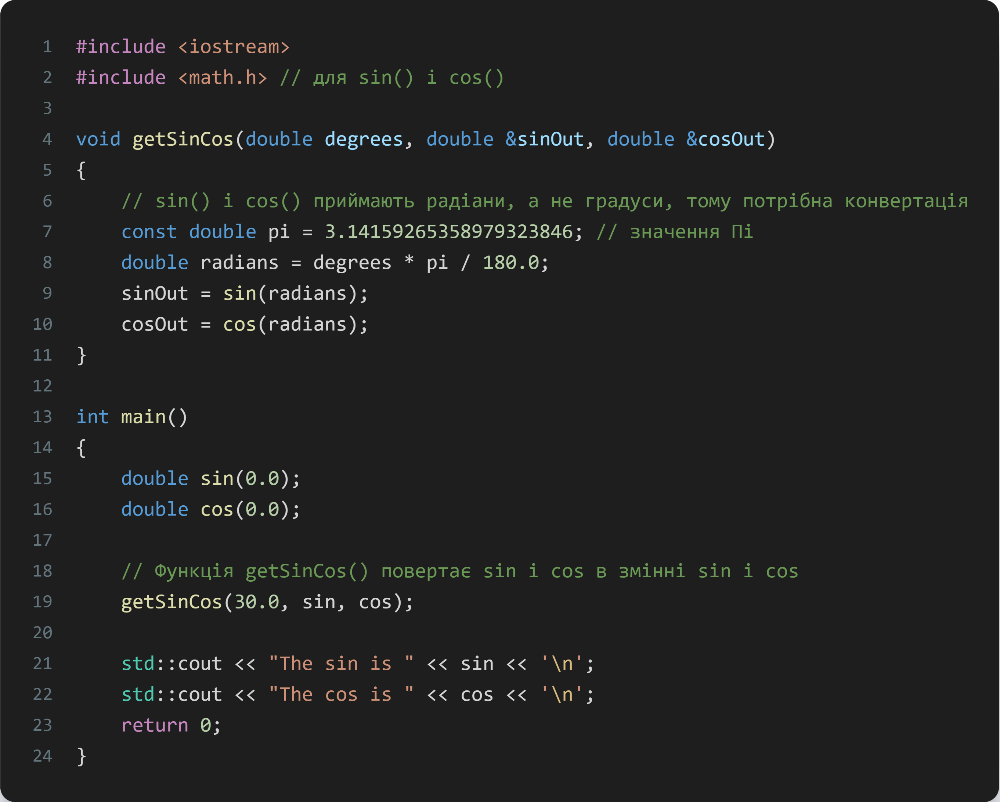 1 #include <iostream>
2 #include <math.h> // для sin() і cos()
3
4 void getSinCos(double degrees, double &sinOut, double &cosOut)
5 {
6     // sin() і cos() приймають радіани, а не градуси, тому потрібна конвертація
7     const double pi = 3.14159265358979323846; // значення Пі
8     double radians = degrees * pi / 180.0;
9     sinOut = sin(radians);
10     cosOut = cos(radians);
11 }
12
13 int main()
14 {
15     double sin(0.0);
16     double cos(0.0);
17
18     // Функція getSinCos() повертає sin і cos в змінні sin і cos
19     getSinCos(30.0, sin, cos);
20
21     std::cout << "The sin is " << sin << '\n';
22     std::cout << "The cos is " << cos << '\n';
23     return 0;
24 }